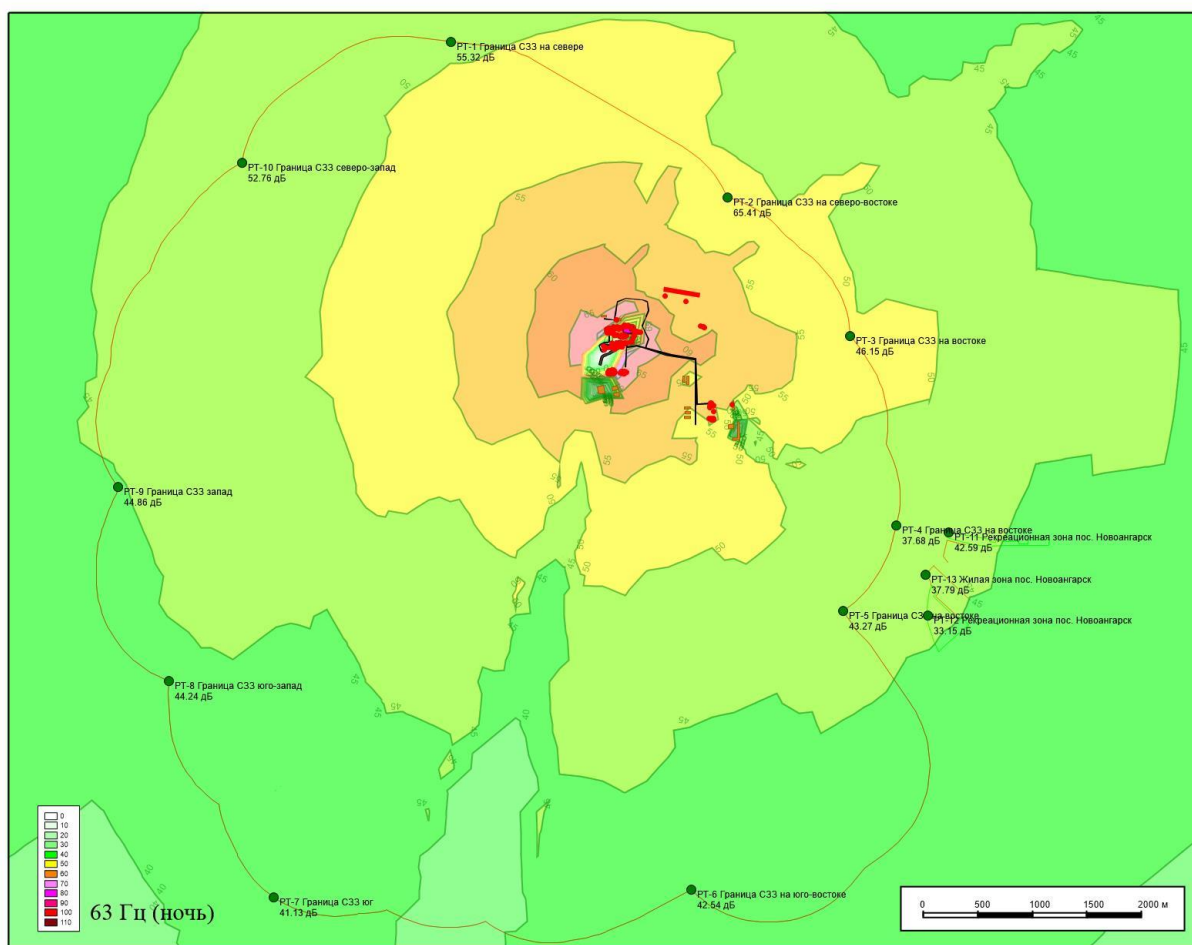 РТ-1 Граница СЗЗ на севере
55.32 дБ
РТ-10 Граница СЗЗ северо-запад
52.76 дБ
РТ-2 Граница СЗЗ на северо-востоке
65.41 дБ
РТ-3 Граница СЗЗ на востоке
46.15 дБ
РТ-9 Граница СЗЗ запад
44.86 дБ
РТ-4 Граница СЗЗ на востоке
37.68 дБ
РТ-11 Рекреационная зона пос. Новоангарск
42.59 дБ
РТ-13 Жилая зона пос. Новоангарск
37.79 дБ
РТ-5 Граница СЗЗ на востоке
43.27 дБ
РТ-12 Рекреационная зона пос. Новоангарск
33.15 дБ
РТ-8 Граница СЗЗ юго-запад
44.24 дБ
РТ-7 Граница СЗЗ юг
41.13 дБ
РТ-6 Граница СЗЗ на юго-востоке
42.54 дБ
0
10
20
30
40
50
60
70
80
90
100
110
63 Гц (ночь)
0 500 1000 1500 2000 м